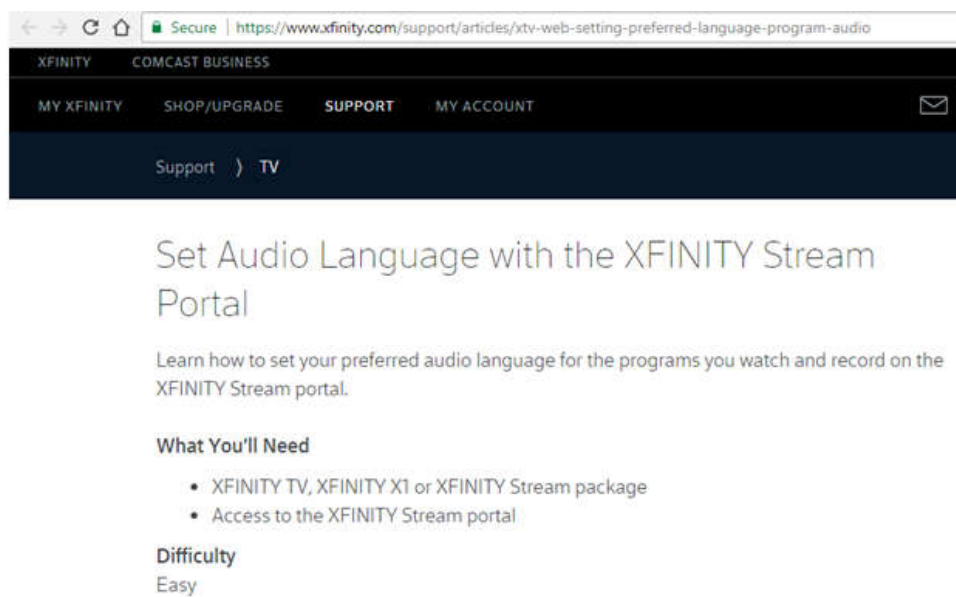 Secure | https://www.xfinity.com/support/articles/xtv-web-setting-preferred-language-program-audio
XFINITY COMCAST BUSINESS
MY XFINITY SHOP/UPGRADE SUPPORT MY ACCOUNT
Support ⟩ TV
Set Audio Language with the XFINITY Stream
Portal
Learn how to set your preferred audio language for the programs you watch and record on the
XFINITY Stream portal.
What You'll Need
• XFINITY TV, XFINITY X1 or XFINITY Stream package
• Access to the XFINITY Stream portal
Difficulty
Easy